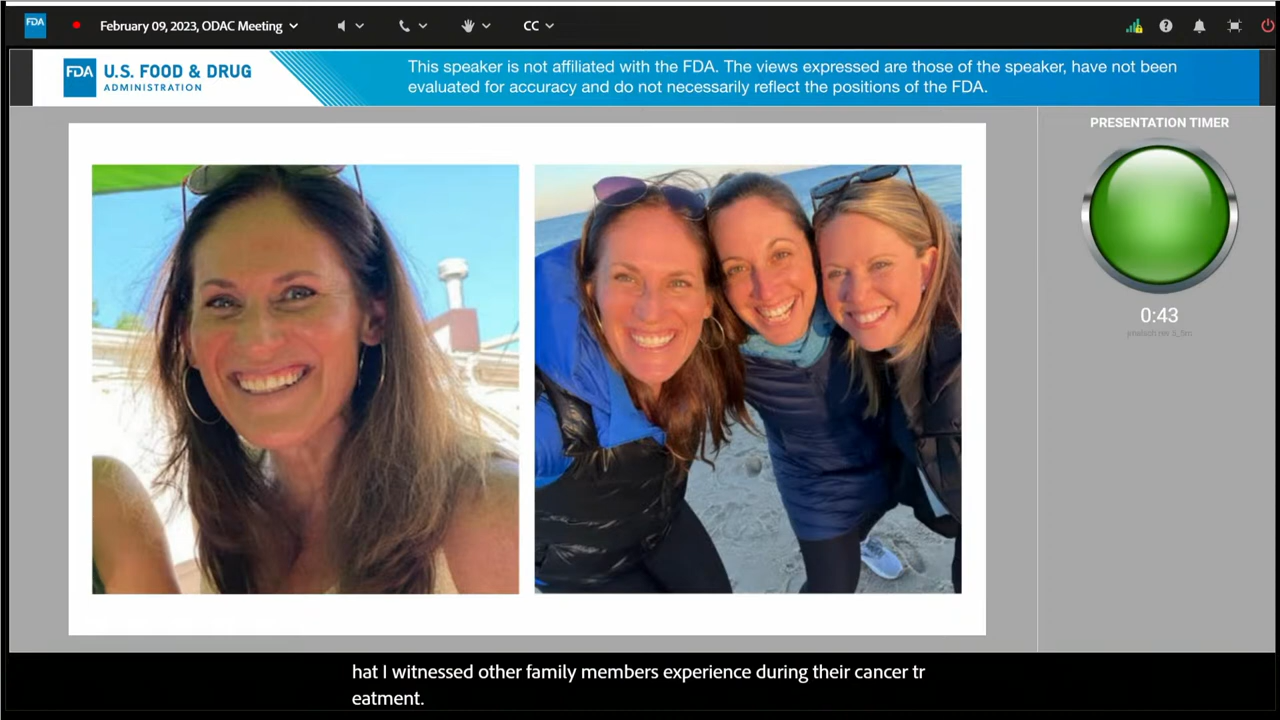 FDA
February 09, 2023, ODAC Meeting
CC
FDA U.S. FOOD & DRUG
ADMINISTRATION
This speaker is not affiliated with the FDA. The views expressed are those of the speaker, have not been
evaluated for accuracy and do not necessarily reflect the positions of the FDA.
PRESENTATION TIMER
0:43
hat I witnessed other family members experience during their cancer tr
eatment.